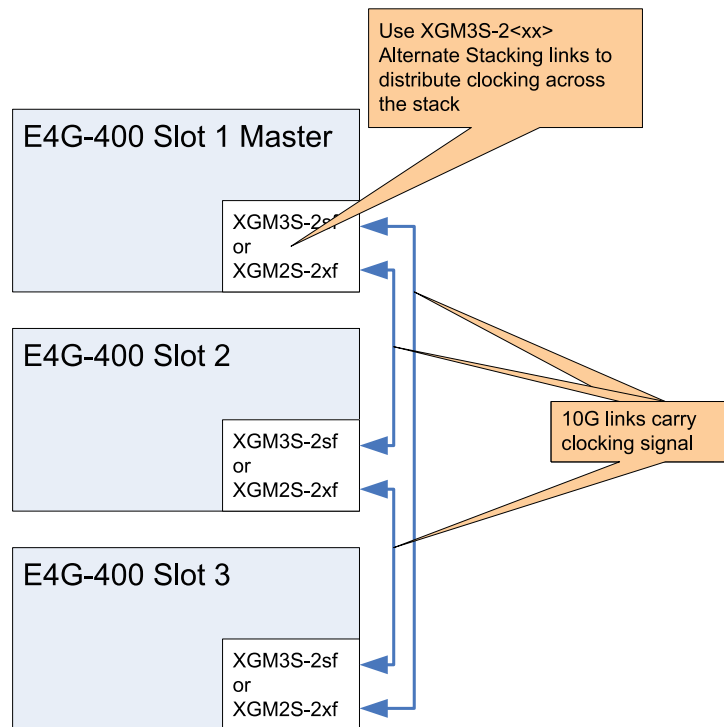 Use XGM3S-2<xx>
Alternate Stacking links to
distribute clocking across
the stack
E4G-400 Slot 1 Master
XGM3S-2sf
or
XGM2S-2xf
E4G-400 Slot 2
XGM3S-2sf
or
XGM2S-2xf
10G links carry
clocking signal
E4G-400 Slot 3
XGM3S-2sf
or
XGM2S-2xf